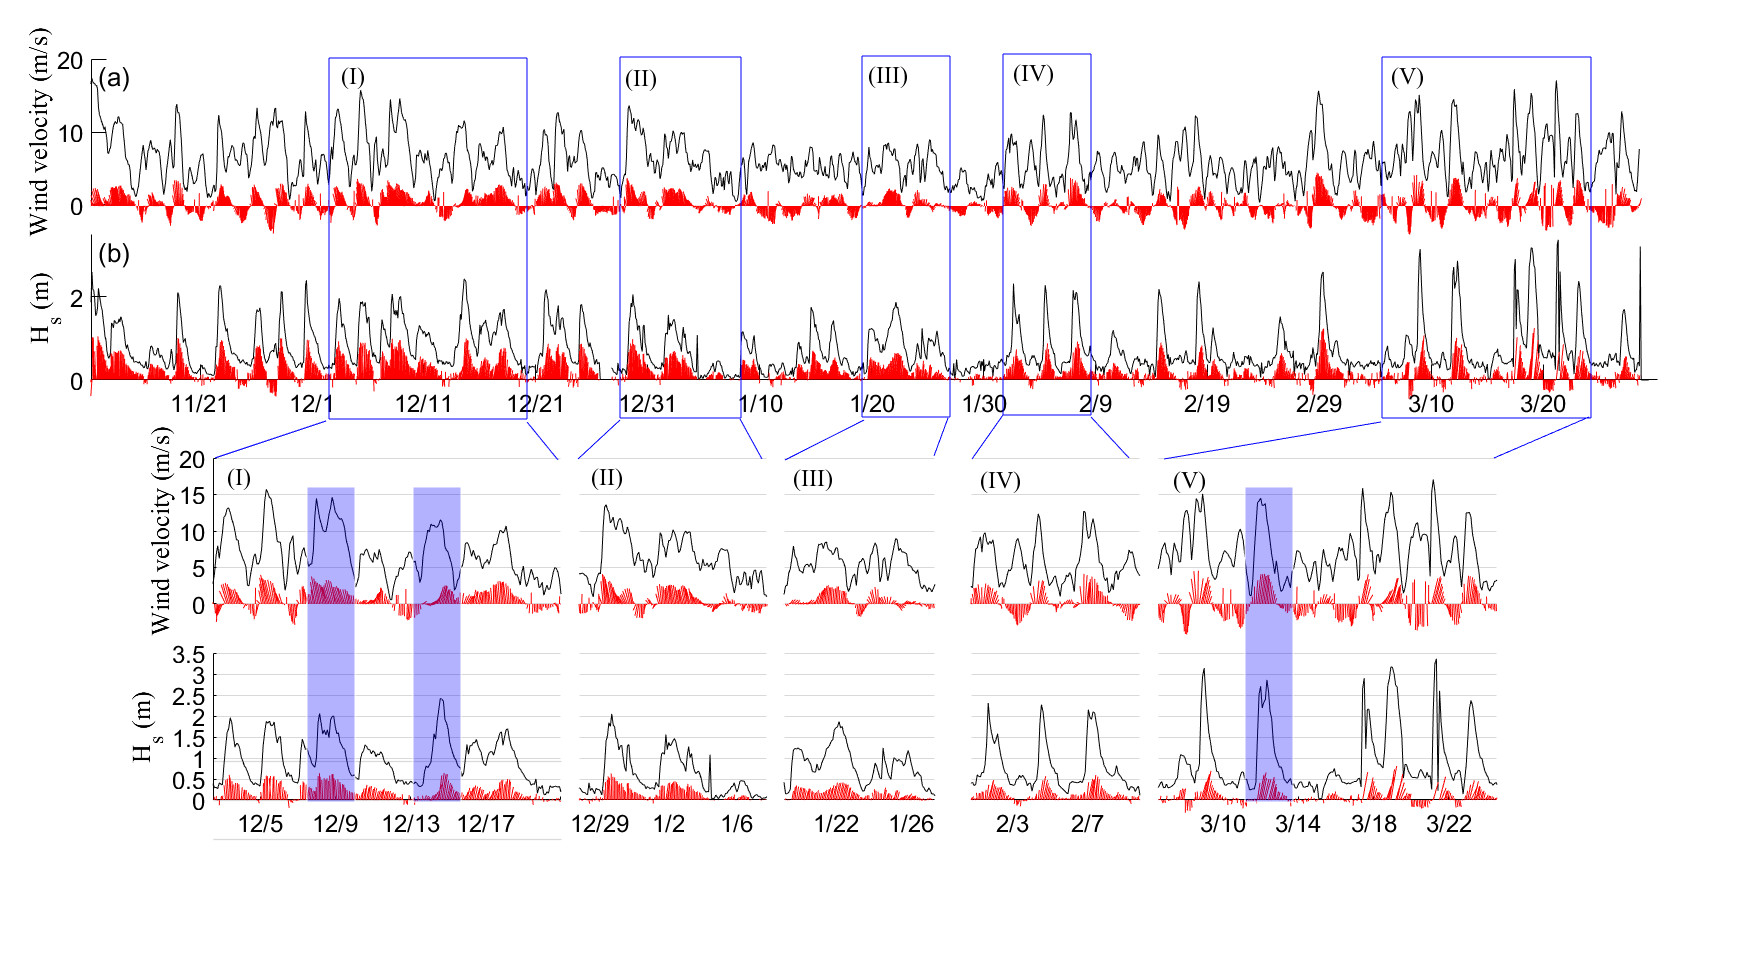 Wind velocity (m/s)
20
10
0
(a)
(I)
(II)
(III)
(IV)
(V)
H_s (m)
2
0
(b)
11/21 12/1 12/11 12/21 12/31 1/10 1/20 1/30 2/9 2/19 2/29 3/10 3/20
Wind velocity (m/s)
20
15
10
5
0
(I)
(II)
(III)
(IV)
(V)
H_s (m)
3.5
3
2.5
2
1.5
1
0.5
0
12/5 12/9 12/13 12/17 12/29 1/2 1/6 1/22 1/26 2/3 2/7 3/10 3/14 3/18 3/22